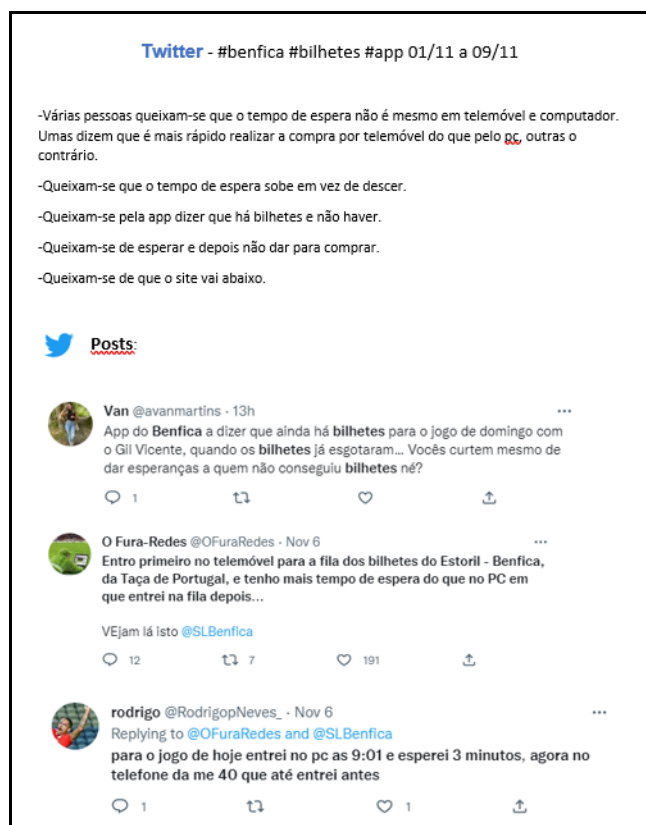 Twitter - #benfica #bilhetes #app 01/11 a 09/11
-Várias pessoas queixam-se que o tempo de espera não é mesmo em telemóvel e computador.
Umas dizem que é mais rápido realizar a compra por telemóvel do que pelo pc, outras o
contrário.
-Queixam-se que o tempo de espera sobe em vez de descer.
-Queixam-se pela app dizer que há bilhetes e não haver.
-Queixam-se de esperar e depois não dar para comprar.
-Queixam-se de que o site vai abaixo.
Posts:
Van @avanmartins · 13h
App do Benfica a dizer que ainda há bilhetes para o jogo de domingo com
o Gil Vicente, quando os bilhetes já esgotaram... Vocês curtem mesmo de
dar esperanças a quem não conseguiu bilhetes né?
1
O Fura-Redes @OFuraRedes · Nov 6
Entro primeiro no telemóvel para a fila dos bilhetes do Estoril - Benfica,
da Taça de Portugal, e tenho mais tempo de espera do que no PC em
que entrei na fila depois...
VEjam lá isto @SLBenfica
12 7 191
rodrigo @RodrigopNeves_ · Nov 6
Replying to @OFuraRedes and @SLBenfica
para o jogo de hoje entrei no pc as 9:01 e esperei 3 minutos, agora no
telefone da me 40 que até entrei antes
1 1